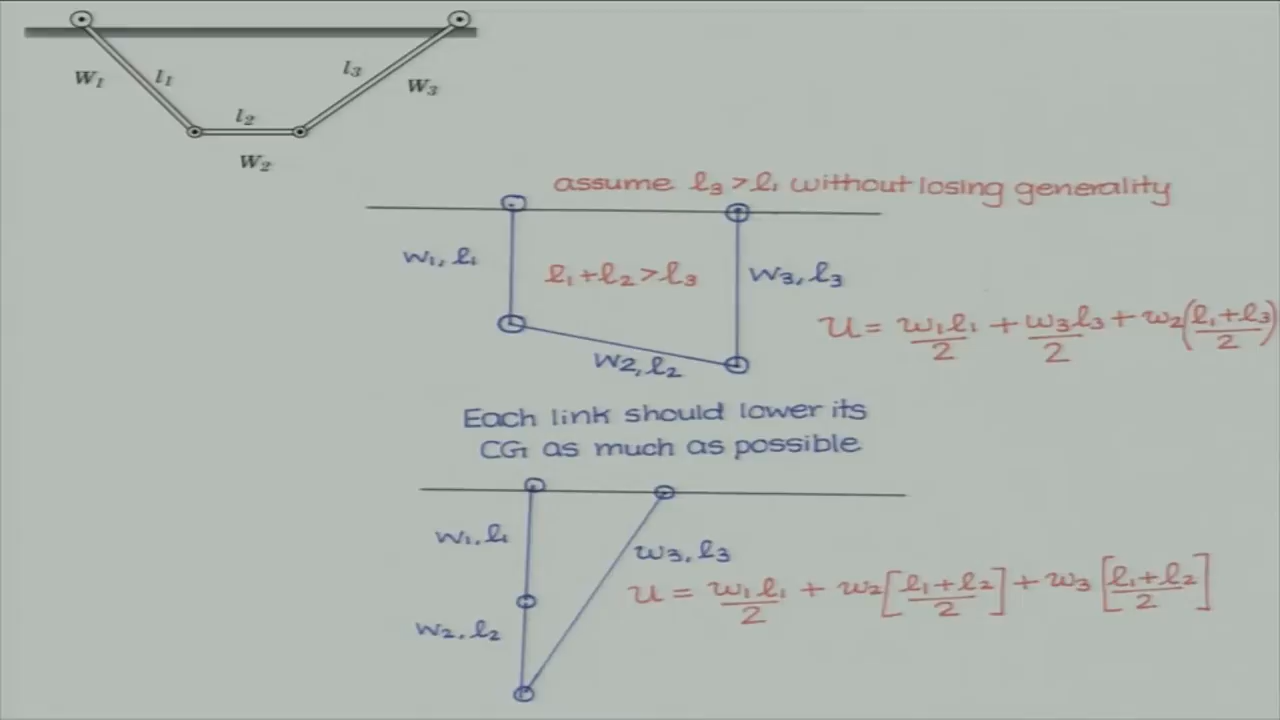 W₁
l₁
l₂
W₂
l₃
W₃
assume l₃ > l₁ without losing generality
w₁, l₁
l₁ + l₂ > l₃
w₃, l₃
w₂, l₂
U = w₁l₁/2 + w₃l₃/2 + w₂(l₁+l₃/2)
Each link should lower its
CG as much as possible
w₁, l₁
w₂, l₂
w₃, l₃
U = w₁l₁/2 + w₂[l₁+l₂/2] + w₃[l₁+l₂/2]